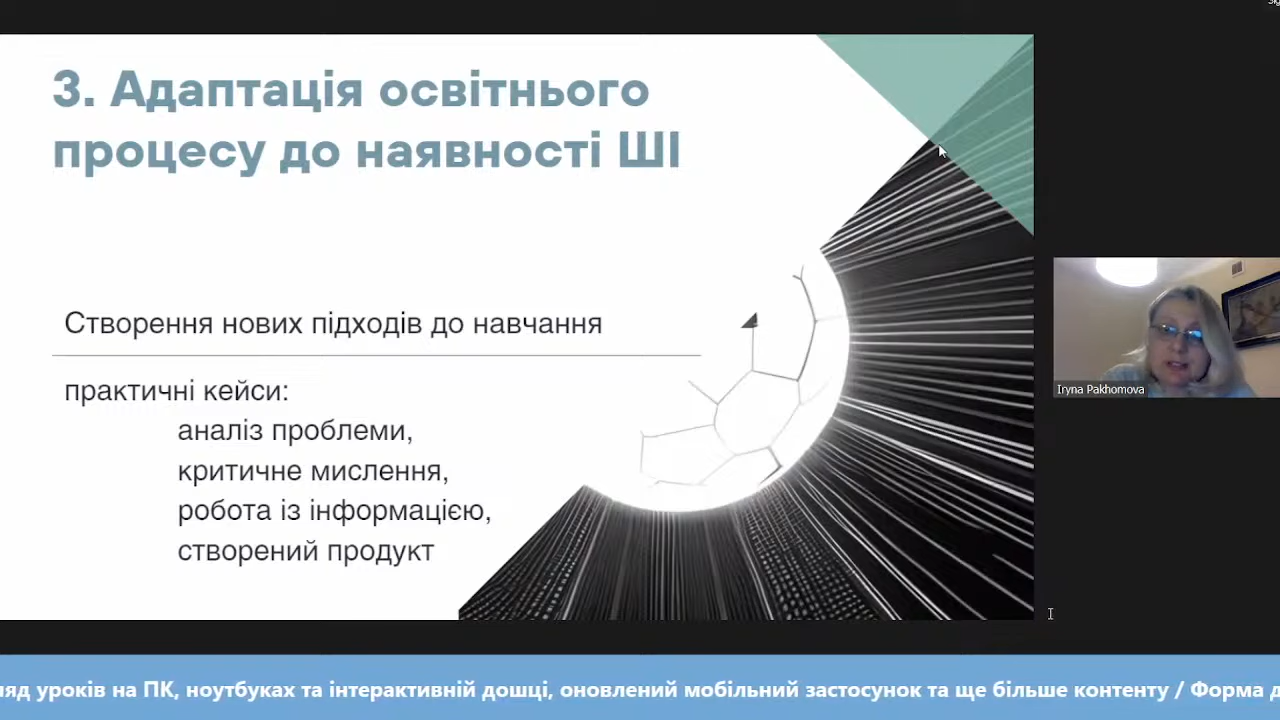 3. Адаптація освітнього
процесу до наявності ШІ
Створення нових підходів до навчання
практичні кейси:
аналіз проблеми,
критичне мислення,
робота із інформацією,
створений продукт
Iryna Pakhomova
уроків на ПК, ноутбуках та інтерактивній дошці, оновлений мобільний застосунок та ще більше контенту / Форма